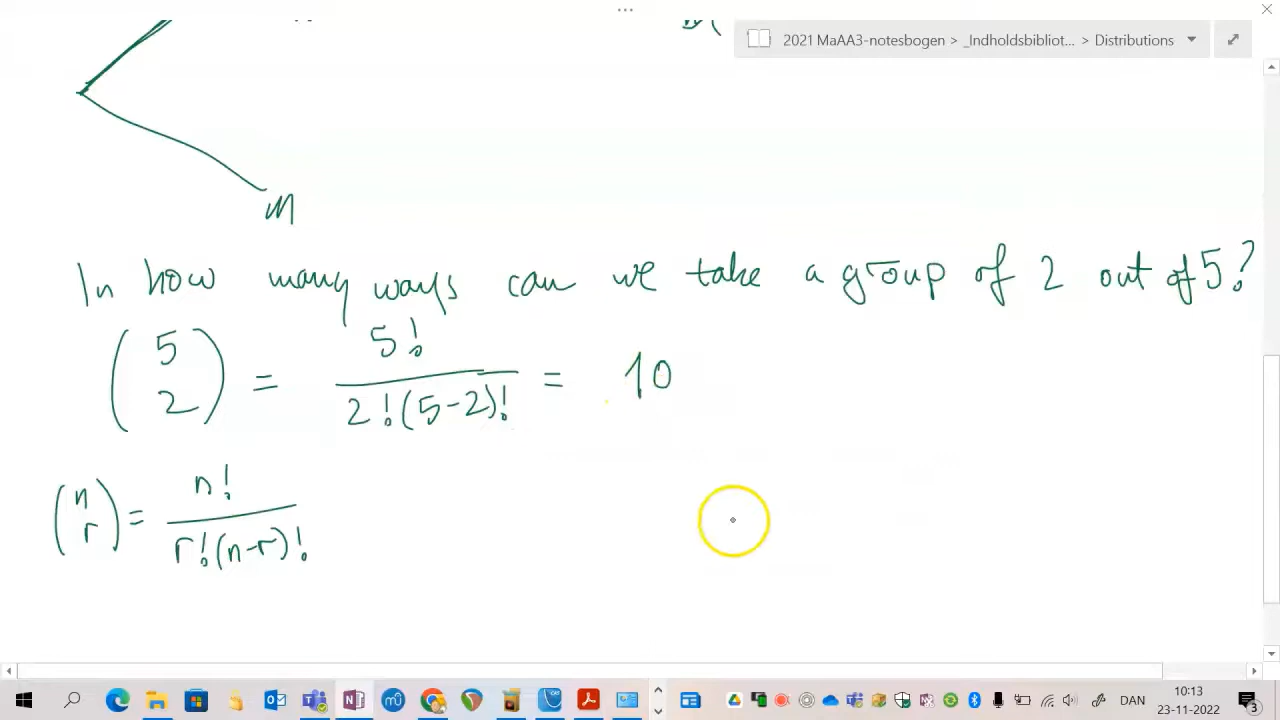 2021 MaAA3-notesbogen > _Indholdsbibliot... > Distributions
M
In how many ways can we take a group of 2 out of 5?
(5 2) = 5! / 2!(5-2)! = 10
(n r) = n! / r!(n-r)!
DAN
10:13
23-11-2022
3